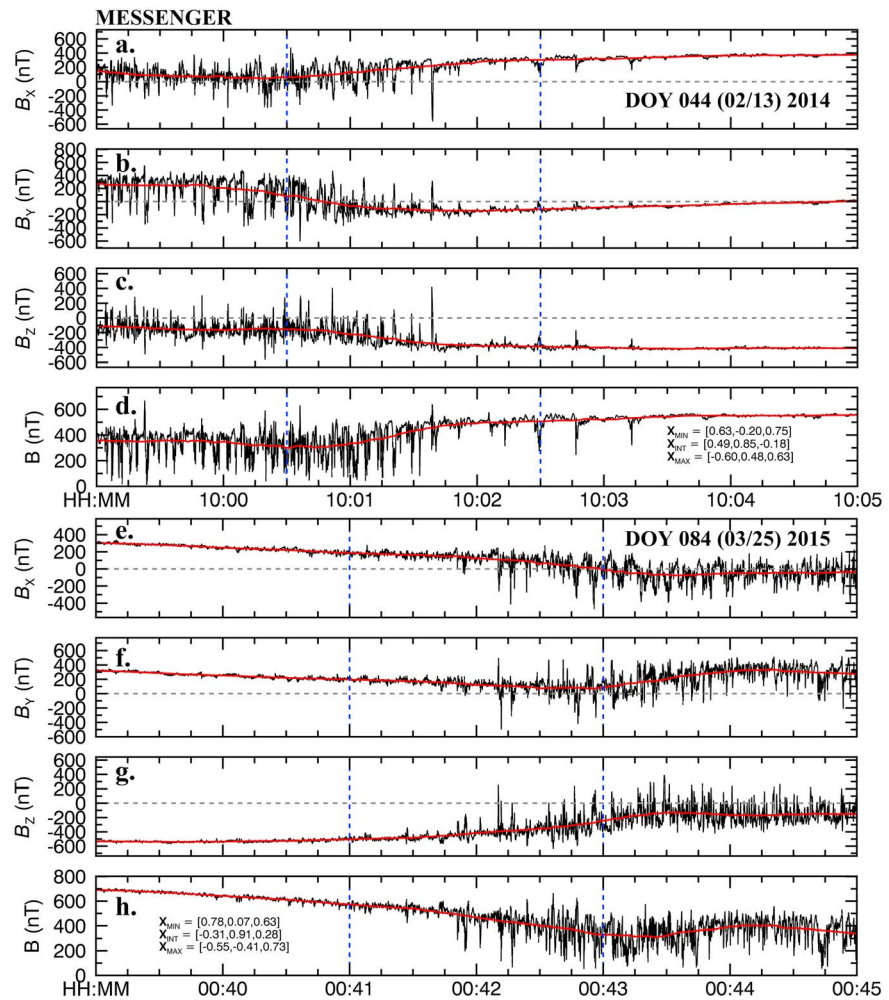 MESSENGER
a.
600
400
200
0
-200
-400
-600
B_X (nT)
DOY 044 (02/13) 2014
b.
800
600
400
200
0
-200
-400
-600
B_Y (nT)
c.
600
400
200
0
-200
-400
-600
B_Z (nT)
d.
600
400
200
0
B (nT)
X_MIN = [0.63,-0.20,0.75]
X_INT = [0.49,0.85,-0.18]
X_MAX = [-0.60,0.48,0.63]
HH:MM 10:00 10:01 10:02 10:03 10:04 10:05
e.
400
200
0
-200
-400
B_X (nT)
DOY 084 (03/25) 2015
f.
600
400
200
0
-200
-400
-600
B_Y (nT)
g.
600
400
200
0
-200
-400
-600
B_Z (nT)
h.
800
600
400
200
0
B (nT)
X_MIN = [0.78,0.07,0.63]
X_INT = [-0.31,0.91,0.28]
X_MAX = [-0.55,-0.41,0.73]
HH:MM 00:40 00:41 00:42 00:43 00:44 00:45